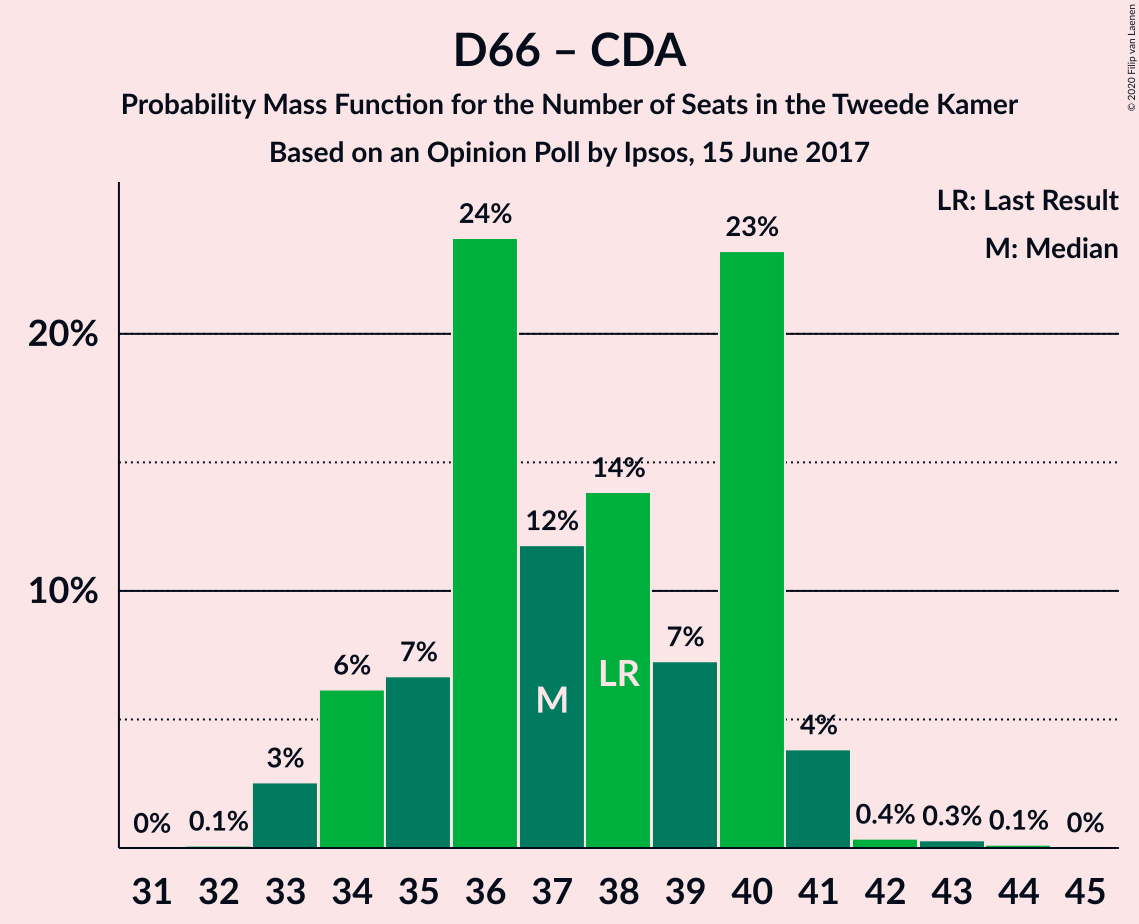 D66 – CDA
Probability Mass Function for the Number of Seats in the Tweede Kamer
Based on an Opinion Poll by Ipsos, 15 June 2017
© 2020 Filip van Laenen
LR: Last Result
M: Median
20%
10%
0%
0.1%
3%
6%
7%
24%
12%
14%
7%
23%
4%
0.4%
0.3%
0.1%
0%
M
LR
31 32 33 34 35 36 37 38 39 40 41 42 43 44 45